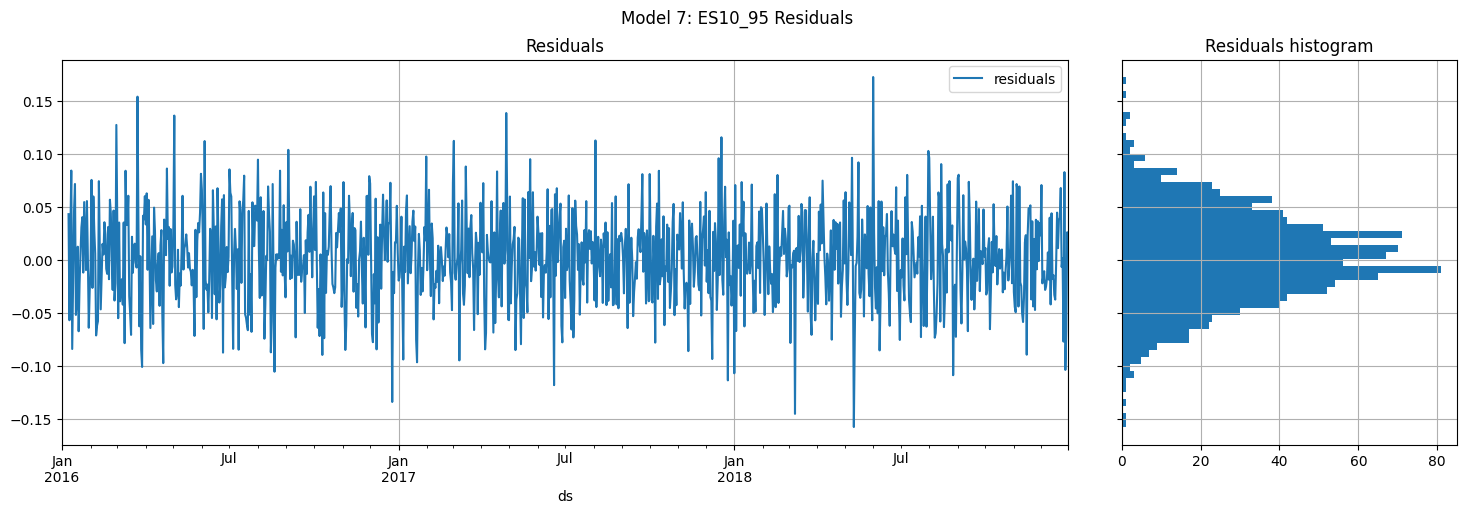 Model 7: ES10_95 Residuals
Residuals
residuals
0.15
0.10
0.05
0.00
−0.05
−0.10
−0.15
Jan Jul Jan Jul Jan Jul
2016 2017 2018
ds
Residuals histogram
0 20 40 60 80